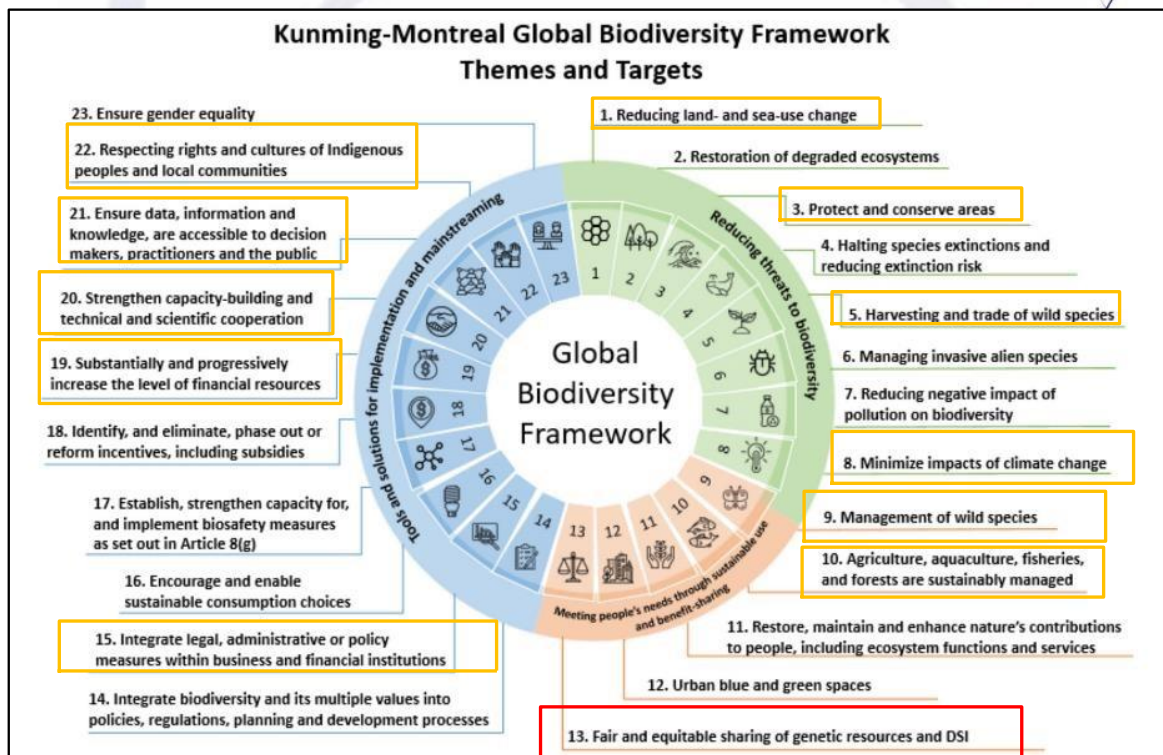 Kunming-Montreal Global Biodiversity Framework
Themes and Targets
23. Ensure gender equality
22. Respecting rights and cultures of Indigenous
peoples and local communities
21. Ensure data, information and
knowledge, are accessible to decision
makers, practitioners and the public
20. Strengthen capacity-building and
technical and scientific cooperation
19. Substantially and progressively
increase the level of financial resources
18. Identify, and eliminate, phase out or
reform incentives, including subsidies
17. Establish, strengthen capacity for,
and implement biosafety measures
as set out in Article 8(g)
16. Encourage and enable
sustainable consumption choices
15. Integrate legal, administrative or policy
measures within business and financial institutions
14. Integrate biodiversity and its multiple values into
policies, regulations, planning and development processes
1. Reducing land- and sea-use change
2. Restoration of degraded ecosystems
3. Protect and conserve areas
4. Halting species extinctions and
reducing extinction risk
5. Harvesting and trade of wild species
6. Managing invasive alien species
7. Reducing negative impact of
pollution on biodiversity
8. Minimize impacts of climate change
9. Management of wild species
10. Agriculture, aquaculture, fisheries,
and forests are sustainably managed
11. Restore, maintain and enhance nature's contributions
to people, including ecosystem functions and services
12. Urban blue and green spaces
13. Fair and equitable sharing of genetic resources and DSI
Global
Biodiversity
Framework
Reducing threats to biodiversity
Meeting people's needs through sustainable use
and benefit-sharing
Tools and solutions for implementation and mainstreaming
1
2
3
4
5
6
7
8
9
10
11
12
13
14
15
16
17
18
19
20
21
22
23